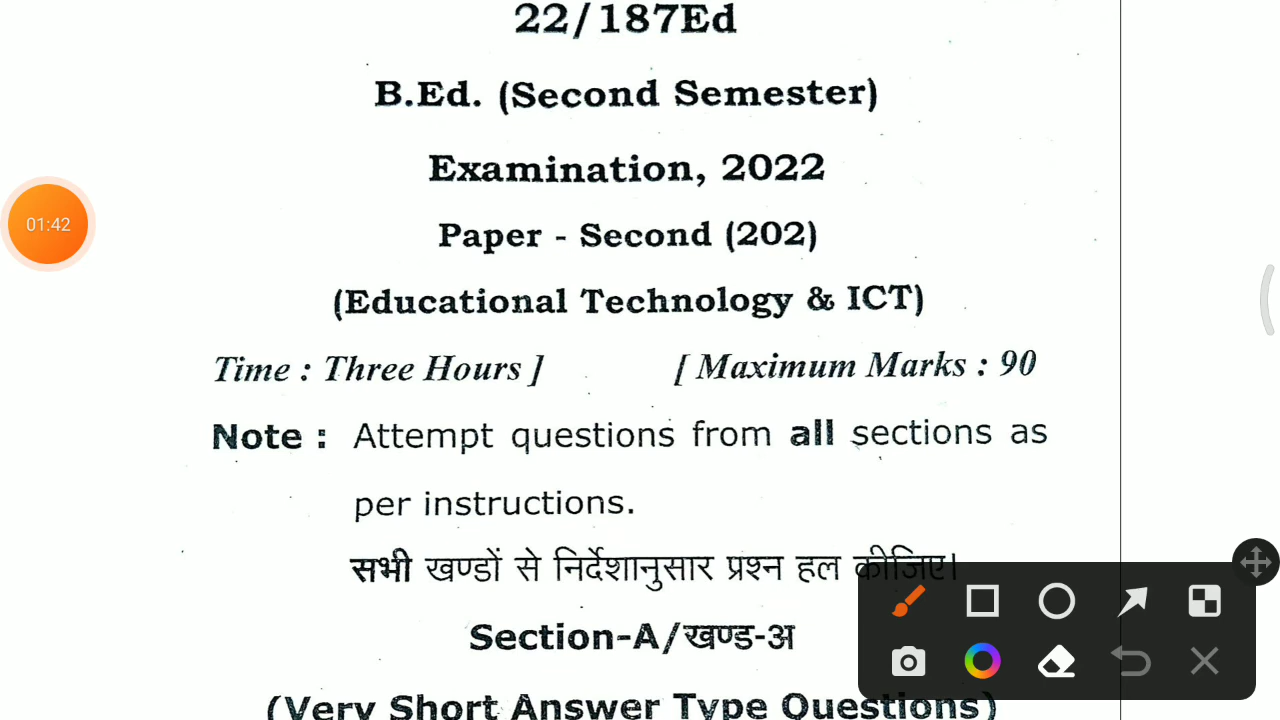 22/187Ed
B.Ed. (Second Semester)
Examination, 2022
Paper - Second (202)
(Educational Technology & ICT)
Time : Three Hours ] [ Maximum Marks : 90
Note : Attempt questions from all sections as
per instructions.
सभी खण्डों से निर्देशानुसार प्रश्न हल कीजिए।
Section-A/खण्ड-अ
(Very Short Answer Type Questions)
01:42